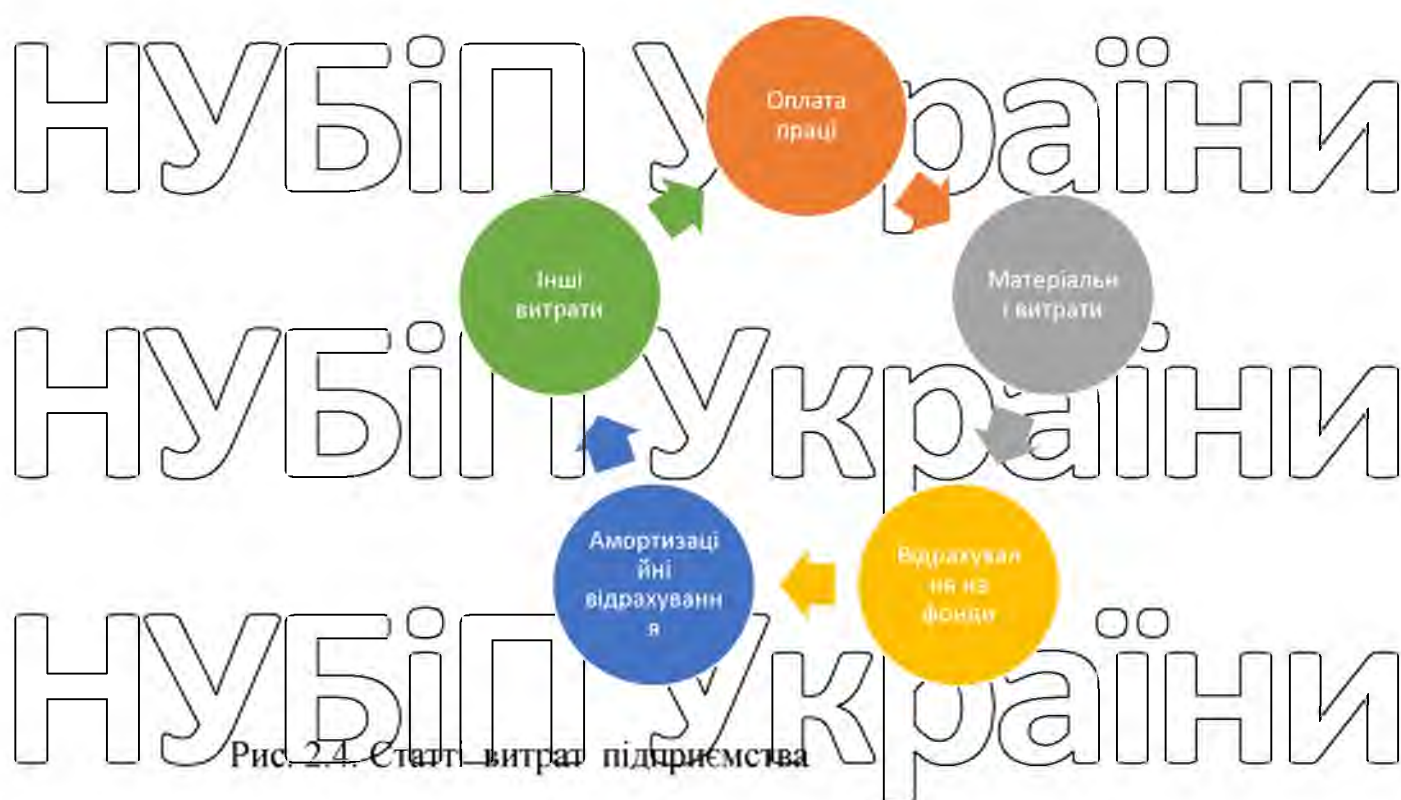 НУБіП України
Оплата
праці
Інші
витрати
Матеріальн
і витрати
НУБіП України
Амортизаці
йні
відрахуванн
я
Відрахуван
ня на
фонди
НУБіП України
Рис. 2.4. Статті витрат підприємства